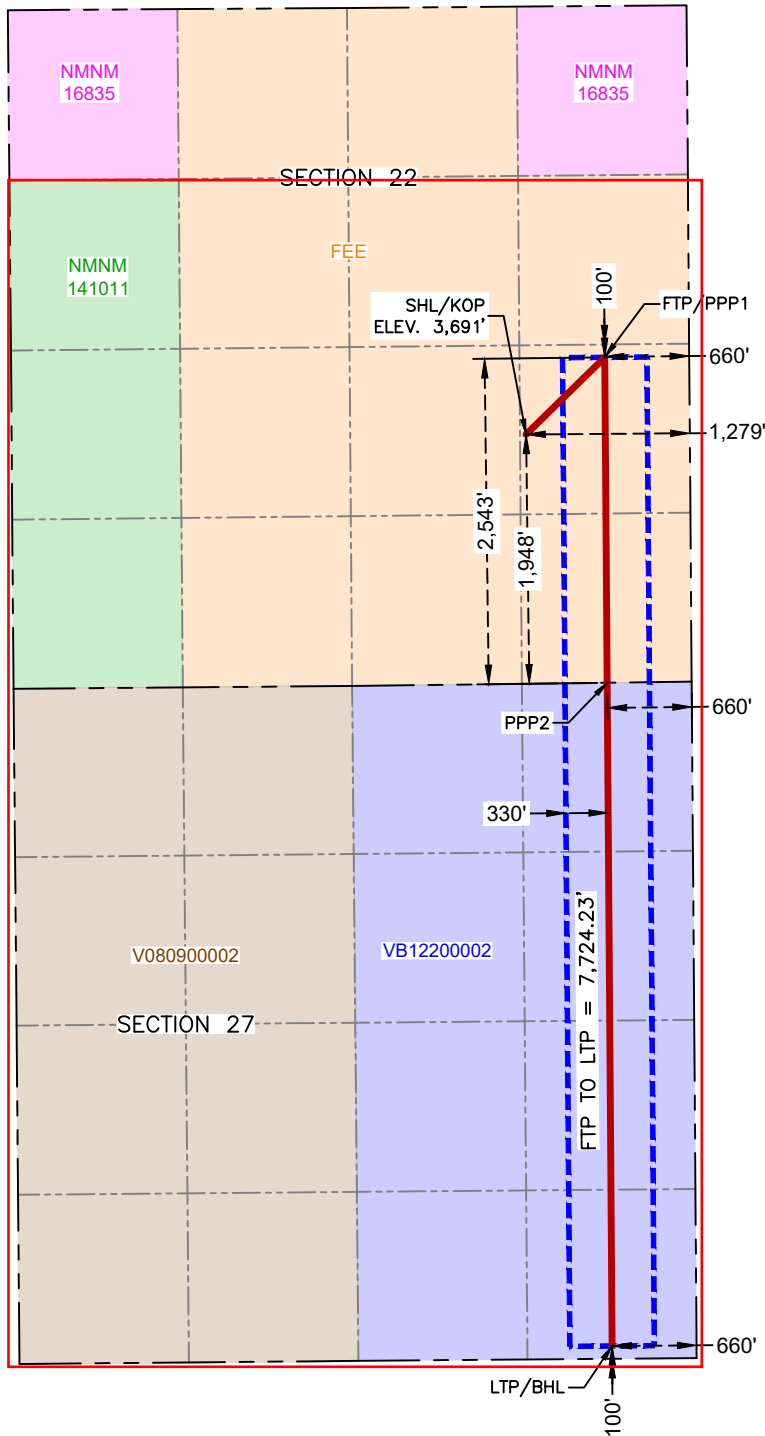 NMNM
16835
NMNM
16835
SECTION 22
FEE
NMNM
141011
SHL/KOP
ELEV. 3,691'
100'
FTP/PPP1
660'
1,279'
2,543'
1,948'
PPP2
660'
330'
FTP TO LTP = 7,724.23'
V080900002
VB12200002
SECTION 27
660'
LTP/BHL
100'